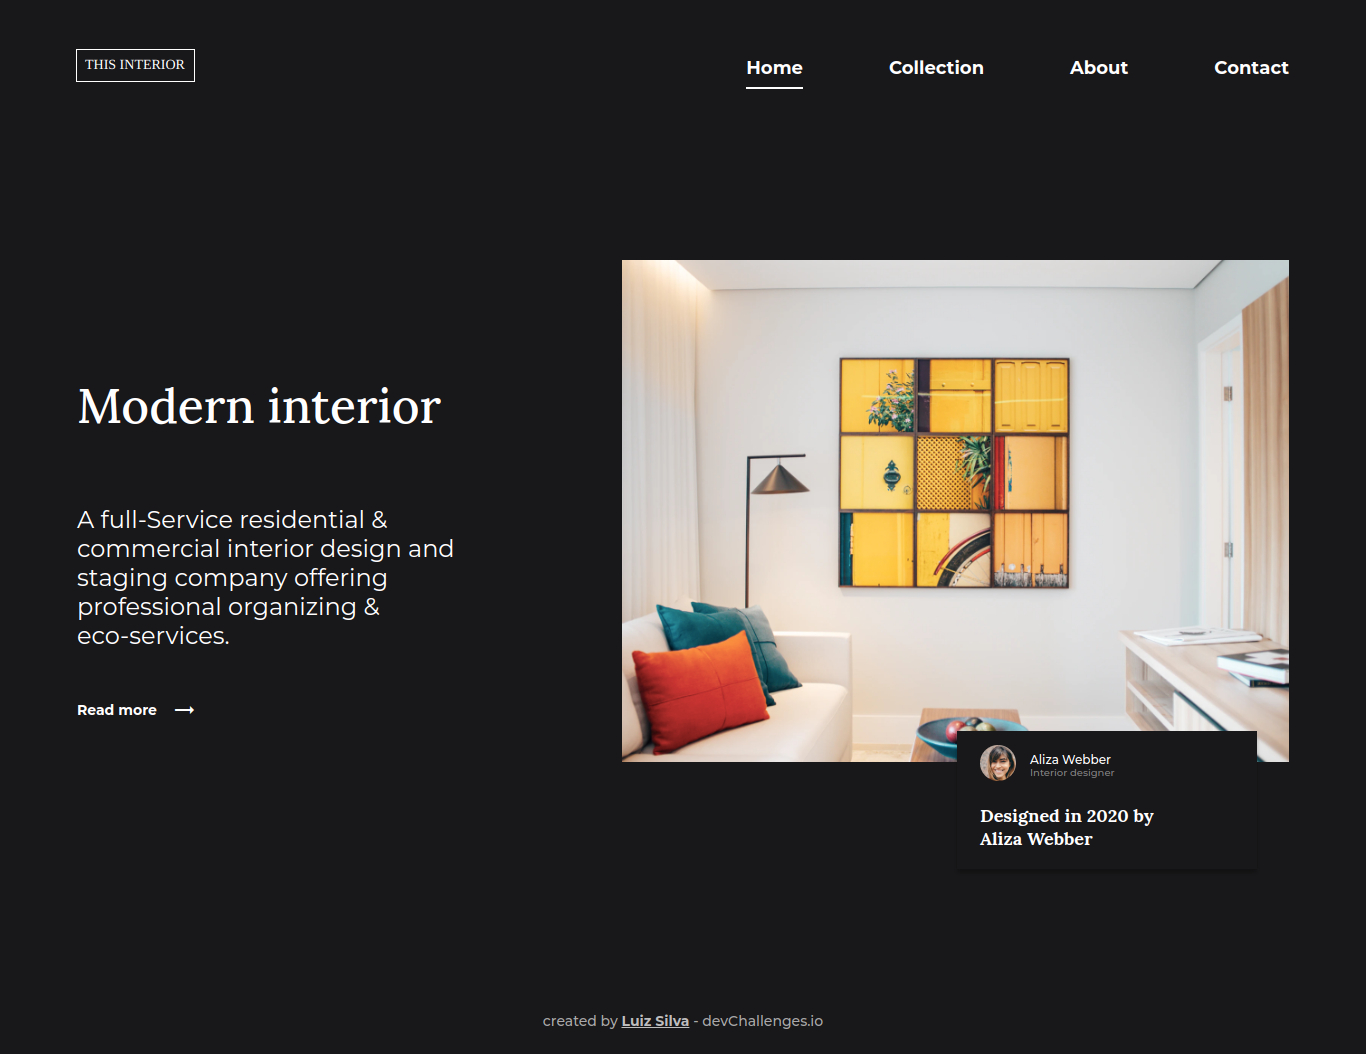 THIS INTERIOR
Home Collection About Contact
Modern interior
A full-Service residential &
commercial interior design and
staging company offering
professional organizing &
eco-services.
Read more
Aliza Webber
Interior designer
Designed in 2020 by
Aliza Webber
created by Luiz Silva - devChallenges.io